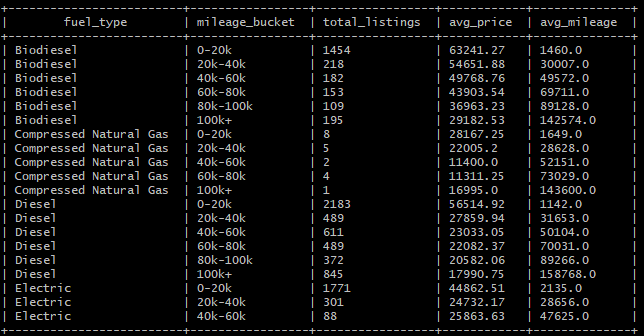 fuel_type | mileage_bucket | total_listings | avg_price | avg_mileage
Biodiesel | 0-20k | 1454 | 63241.27 | 1460.0
Biodiesel | 20k-40k | 218 | 54651.88 | 30007.0
Biodiesel | 40k-60k | 182 | 49768.76 | 49572.0
Biodiesel | 60k-80k | 153 | 43903.54 | 69711.0
Biodiesel | 80k-100k | 109 | 36963.23 | 89128.0
Biodiesel | 100k+ | 195 | 29182.53 | 142574.0
Compressed Natural Gas | 0-20k | 8 | 28167.25 | 1649.0
Compressed Natural Gas | 20k-40k | 5 | 22005.2 | 28628.0
Compressed Natural Gas | 40k-60k | 2 | 11400.0 | 52151.0
Compressed Natural Gas | 60k-80k | 4 | 11311.25 | 73029.0
Compressed Natural Gas | 100k+ | 1 | 16995.0 | 143600.0
Diesel | 0-20k | 2183 | 56514.92 | 1142.0
Diesel | 20k-40k | 489 | 27859.94 | 31653.0
Diesel | 40k-60k | 611 | 23033.05 | 50104.0
Diesel | 60k-80k | 489 | 22082.37 | 70031.0
Diesel | 80k-100k | 372 | 20582.06 | 89266.0
Diesel | 100k+ | 845 | 17990.75 | 158768.0
Electric | 0-20k | 1771 | 44862.51 | 2135.0
Electric | 20k-40k | 301 | 24732.17 | 28656.0
Electric | 40k-60k | 88 | 25863.63 | 47625.0